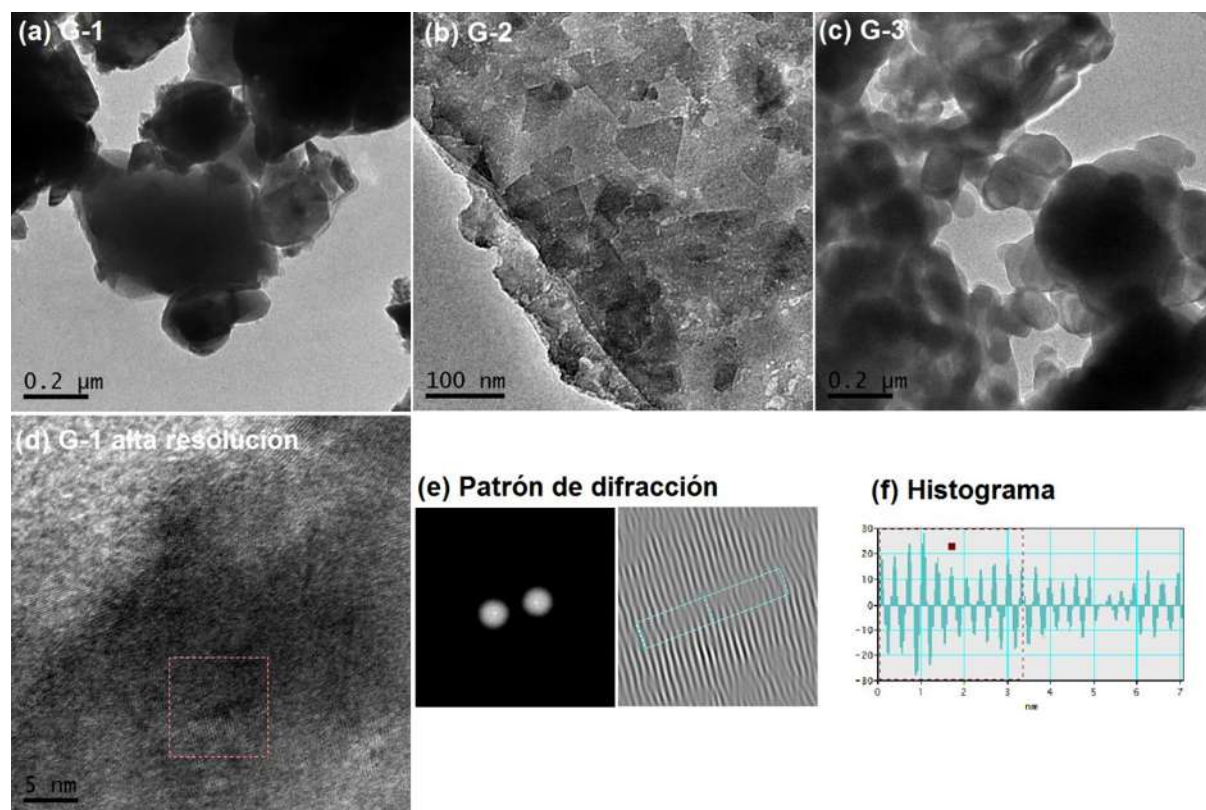 (a) G-1
(b) G-2
(c) G-3
0.2 µm
100 nm
0.2 µm
(d) G-1 alta resolución
5 nm
(e) Patrón de difracción
(f) Histograma
30
20
10
0
-10
-20
-30
0 1 2 3 4 5 6 7
nm